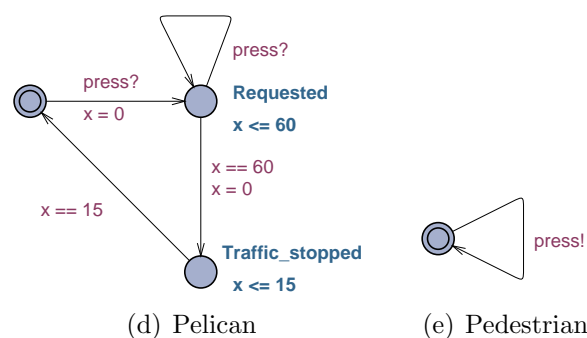 press?
press?
x = 0
Requested
x <= 60
x == 60
x = 0
x == 15
Traffic_stopped
x <= 15
press!
(d) Pelican
(e) Pedestrian